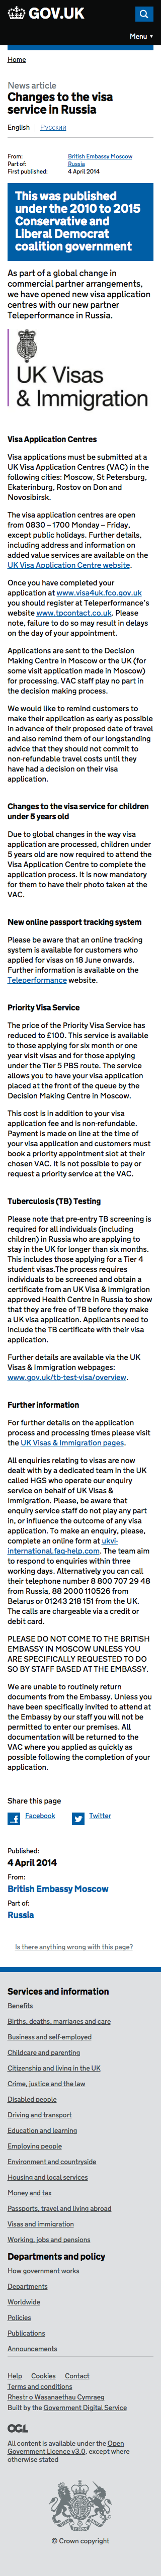 GOV.UK
Menu ▼
Home
News article
Changes to the visa
service in Russia
English Русский
From: British Embassy Moscow
Part of: Russia
First published: 4 April 2014
This was published
under the 2010 to 2015
Conservative and
Liberal Democrat
coalition government
As part of a global change in
commercial partner arrangements,
we have opened new visa application
centres with our new partner
Teleperformance in Russia.
UK Visas
& Immigration
Visa Application Centres
Visa applications must be submitted at a
UK Visa Application Centre (VAC) in the
following cities: Moscow, St Petersburg,
Ekaterinburg, Rostov on Don and
Novosibirsk.
The visa application centres are open
from 0830 – 1700 Monday – Friday,
except public holidays. Further details,
including address and information on
added value services are available on the
UK Visa Application Centre website.
Once you have completed your
application at www.visa4uk.fco.gov.uk
you should register at Teleperformance's
website www.tpcontact.co.uk. Please
note, failure to do so may result in delays
on the day of your appointment.
Applications are sent to the Decision
Making Centre in Moscow or the UK (for
some visit applications made in Moscow)
for processing. VAC staff play no part in
the decision making process.
We would like to remind customers to
make their visa application well in
advance of their proposed travel dates
and also remind them of our longstanding
advice that they should not commit to
non-refundable travel costs until they
have the decision on their visa
application.
Changes to the visa service for children
under 5 years old
Due to global changes in the way visa
application are processed, children under
5 years old are now required to attend the
Visa Application Centre to complete the
application process. It is now mandatory
for them to have their photo taken at the
VAC.
New online passport tracking system
Please be aware that an online tracking
system is available for customers who
applied for visas on 18 June onwards.
Further information is available on the
Teleperformance website.
Priority Visa Service
The price of the Priority Visa Service has
reduced to £100. This service is available
to those applying for six month or one
year visit visas and for those applying
under the Tier 5 PBS route. The service
allows you to have your visa application
placed at the front of the queue by the
Decision Making Centre in Moscow.
This cost is in addition to your visa
application fee and is non-refundable.
Payment is made on line at the time of
your VAC appointment and customers must
book a priority appointment slot at their
chosen VAC. It is not possible to pay or
request a priority service at the VAC.
Tuberculosis (TB) Testing
Please note that pre-entry TB screening is
required for all individuals (including
children) in Russia who are applying to
stay in the UK for longer than six months.
This includes those applying for a Tier 4
student visas.The pre process requires
individuals to be screened and obtain a
certificate from an UK Visa & Immigration
approved Health Centre in Russia to show
that they are free of TB before they make
a UK visa application. Applicants need to
include the TB certificate with their visa
application.
Further details are available via the UK
Visas & Immigration webpages:
www.gov.uk/tb-test-visa/overview.
Further information
For further details on the application
process and processing times please visit
the UK Visas & Immigration pages.
All enquiries relating to visas are now
dealt with by a dedicated team in the UK
called HGS who operate our enquiry
service on behalf of UK Visas &
Immigration. Please, be aware that
enquiry service staff do not play any part
in, or influence, the outcome of visa
applications, which are determined only
by officers of UK Visas & Immigration.
To make an enquiry, please,
complete the online form at ukvi-
international.faq-help.com. The team aim
to respond to enquiries within three
working days. Alternatively you can call
their telephone number 8 800 700 29 48
from Russia, 88 2000 110526 from
Belarus or 01243 218 151 from the UK.
Calls are chargeable via use of a credit or
debit card.
PLEASE DO NOT COME TO THE BRITISH
EMBASSY IN MOSCOW UNLESS YOU
ARE SPECIFICALLY REQUESTED TO DO
SO BY STAFF BASED AT THE EMBASSY.
We are unable to routinely return
documents from the Embassy. Unless you
have been specifically invited to attend at
the Embassy by staff you will not be
permitted to enter our premises. All
documents will be returned to you via the
VAC where you applied as quickly as
possible following the completion of your
application.
Share this page
Facebook Twitter
Published:
4 April 2014
From:
British Embassy Moscow
Part of:
Russia
Is there anything wrong with this page?
Services and information
Benefits
Births, deaths, marriages and care
Business and self-employed
Childcare and parenting
Citizenship and living in the UK
Crime, justice and the law
Disabled people
Driving and transport
Education and learning
Employing people
Environment and countryside
Housing and local services
Money and tax
Passports, travel and living abroad
Visas and immigration
Working, jobs and pensions
Departments and policy
How government works
Departments
Worldwide
Policies
Publications
Announcements
Help Cookies Contact
Terms and conditions
Rhestr o Wasanaethau Cymraeg
Built by the Government Digital Service
OGL
All content is available under the Open
Government Licence v3.0, except where
otherwise stated
© Crown copyright